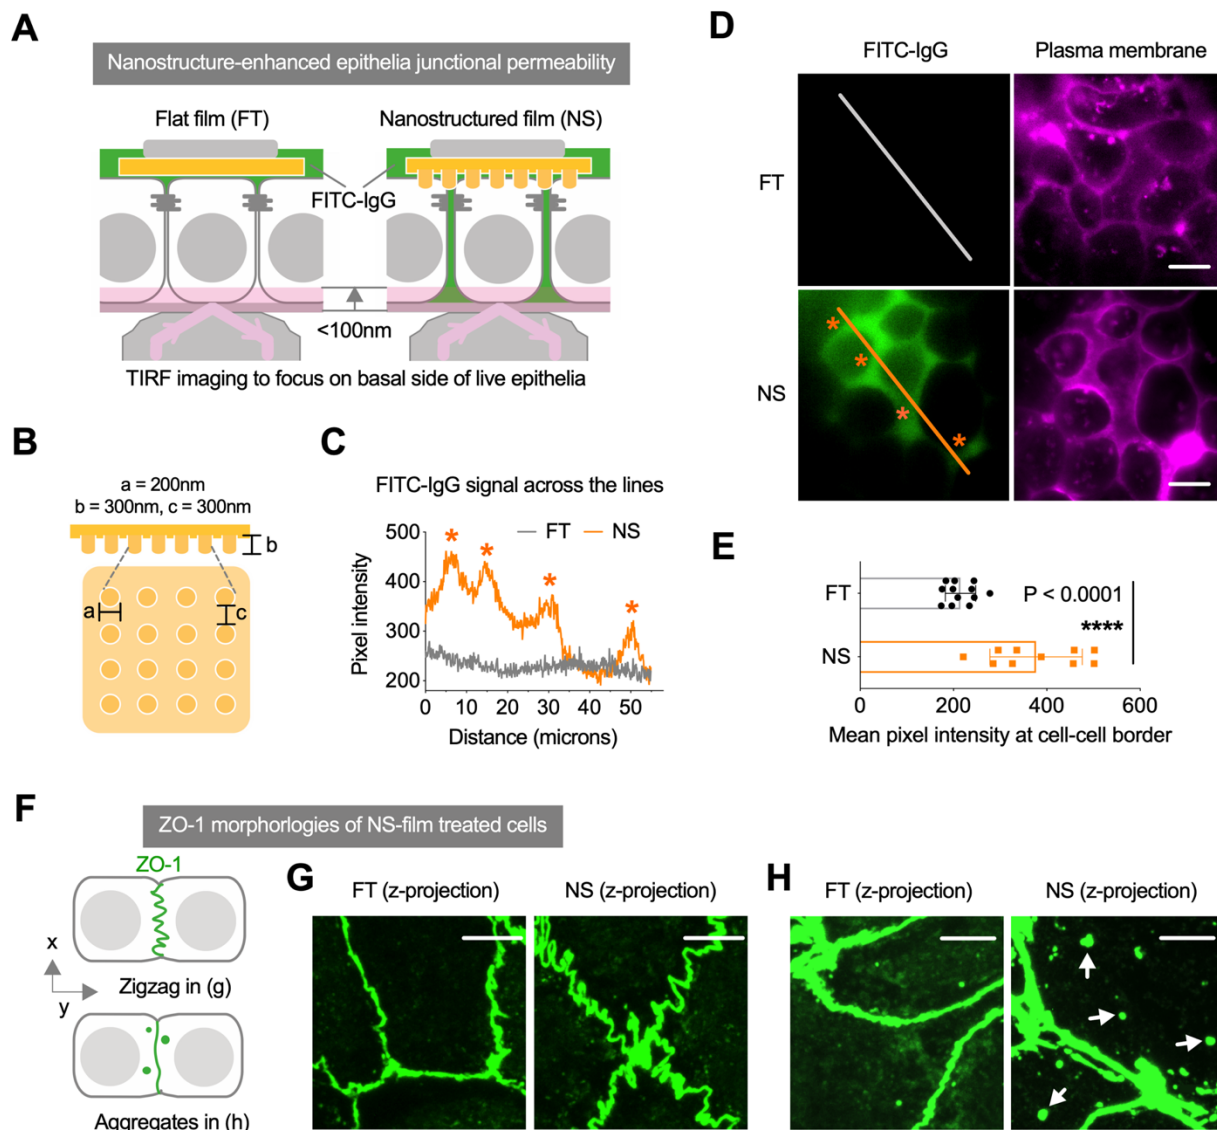 A
Nanostructure-enhanced epithelia junctional permeability
Flat film (FT)
Nanostructured film (NS)
FITC-IgG
<100nm
TIRF imaging to focus on basal side of live epithelia
B
a = 200nm
b = 300nm, c = 300nm
b
a
c
C
FITC-IgG signal across the lines
FT
NS
500
400
300
200
Pixel intensity
0
10
20
30
40
50
Distance (microns)
*
*
*
*
D
FITC-IgG
Plasma membrane
FT
NS
*
*
*
*
E
FT
NS
P < 0.0001
****
0
200
400
600
Mean pixel intensity at cell-cell border
F
ZO-1 morphorlogies of NS-film treated cells
ZO-1
x
y
Zigzag in (g)
Aggregates in (h)
G
FT (z-projection)
NS (z-projection)
H
FT (z-projection)
NS (z-projection)